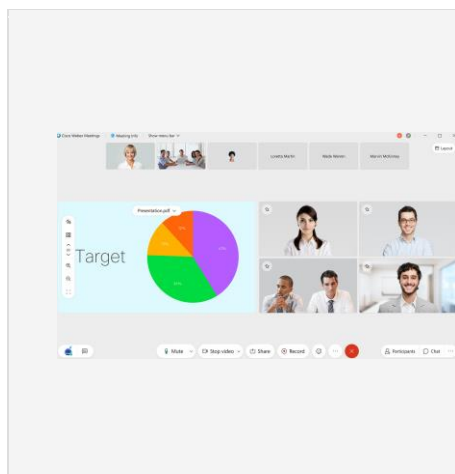 Cisco Webex Meetings Meeting Info Show menu bar
Layout
Loretta Martin Wade Warren Marvin McKinney
Presentation.pdf
Target
Mute Stop video Share Record Participants Chat